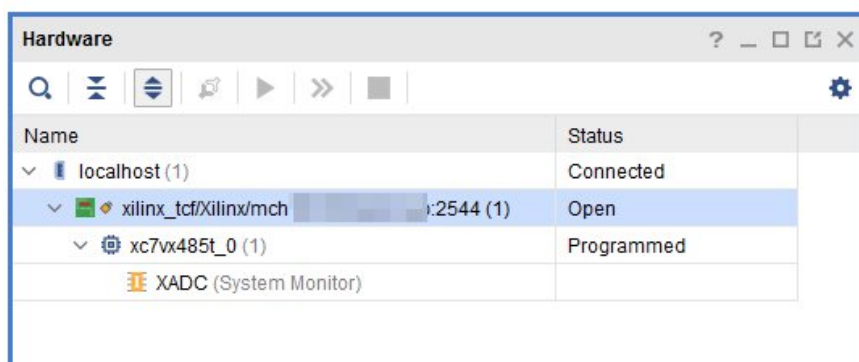 Hardware
Name Status
localhost (1) Connected
xilinx_tcf/Xilinx/mch :2544 (1) Open
xc7vx485t_0 (1) Programmed
XADC (System Monitor)